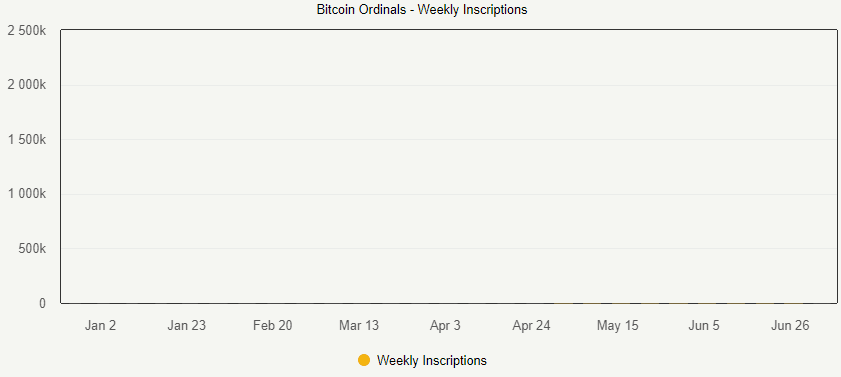 Bitcoin Ordinals - Weekly Inscriptions
2 500k
2 000k
1 500k
1 000k
500k
0
Jan 2 Jan 23 Feb 20 Mar 13 Apr 3 Apr 24 May 15 Jun 5 Jun 26
Weekly Inscriptions